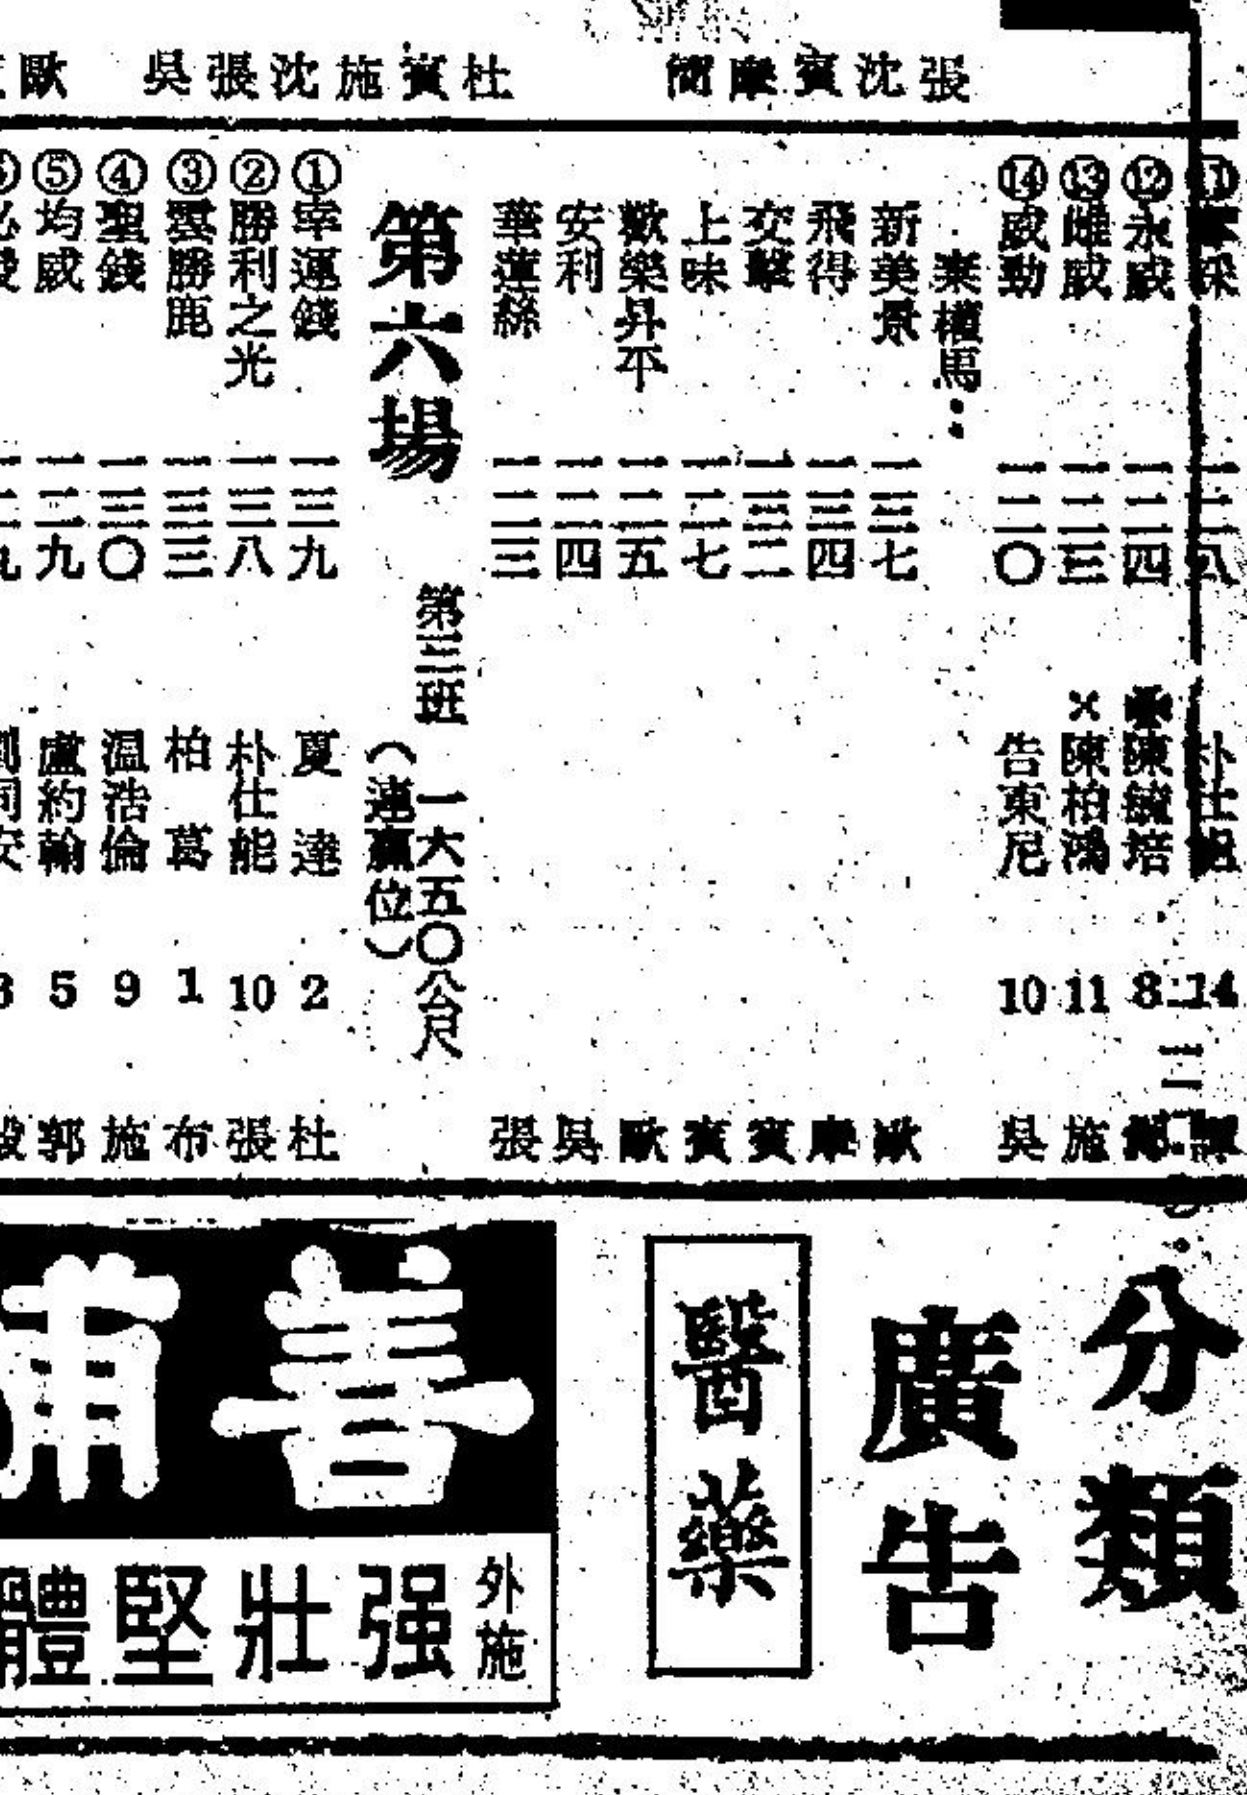 張沈賓摩簡 杜賓施沈張吳 歐
永威 一二四 陳毓培 8
⑬雌威 一二三 ×陳柏鴻 11 施
⑭威勁 一二〇 告東尼 10 吳
棄權馬：
新美景 一三七 歐
飛得 一三四 摩
交擊 一三二 賓
上味 一二七 賓
歡樂昇平 一二五 歐
安利 一二四 吳
華蓮絲 一二三 張
第六場
第三班 一六五〇公尺
（連贏位）
①幸運錢 一三九 夏達 2 杜
②勝利之光 一三八 朴仕能 10 張
③雲勝鹿 一三三 柏葛 1 布
④聖錢 一三〇 温浩倫 9 施
⑤均威 一二九 盧約翰 5 郭
分類
廣告
醫藥
善補
外施
强壯堅體